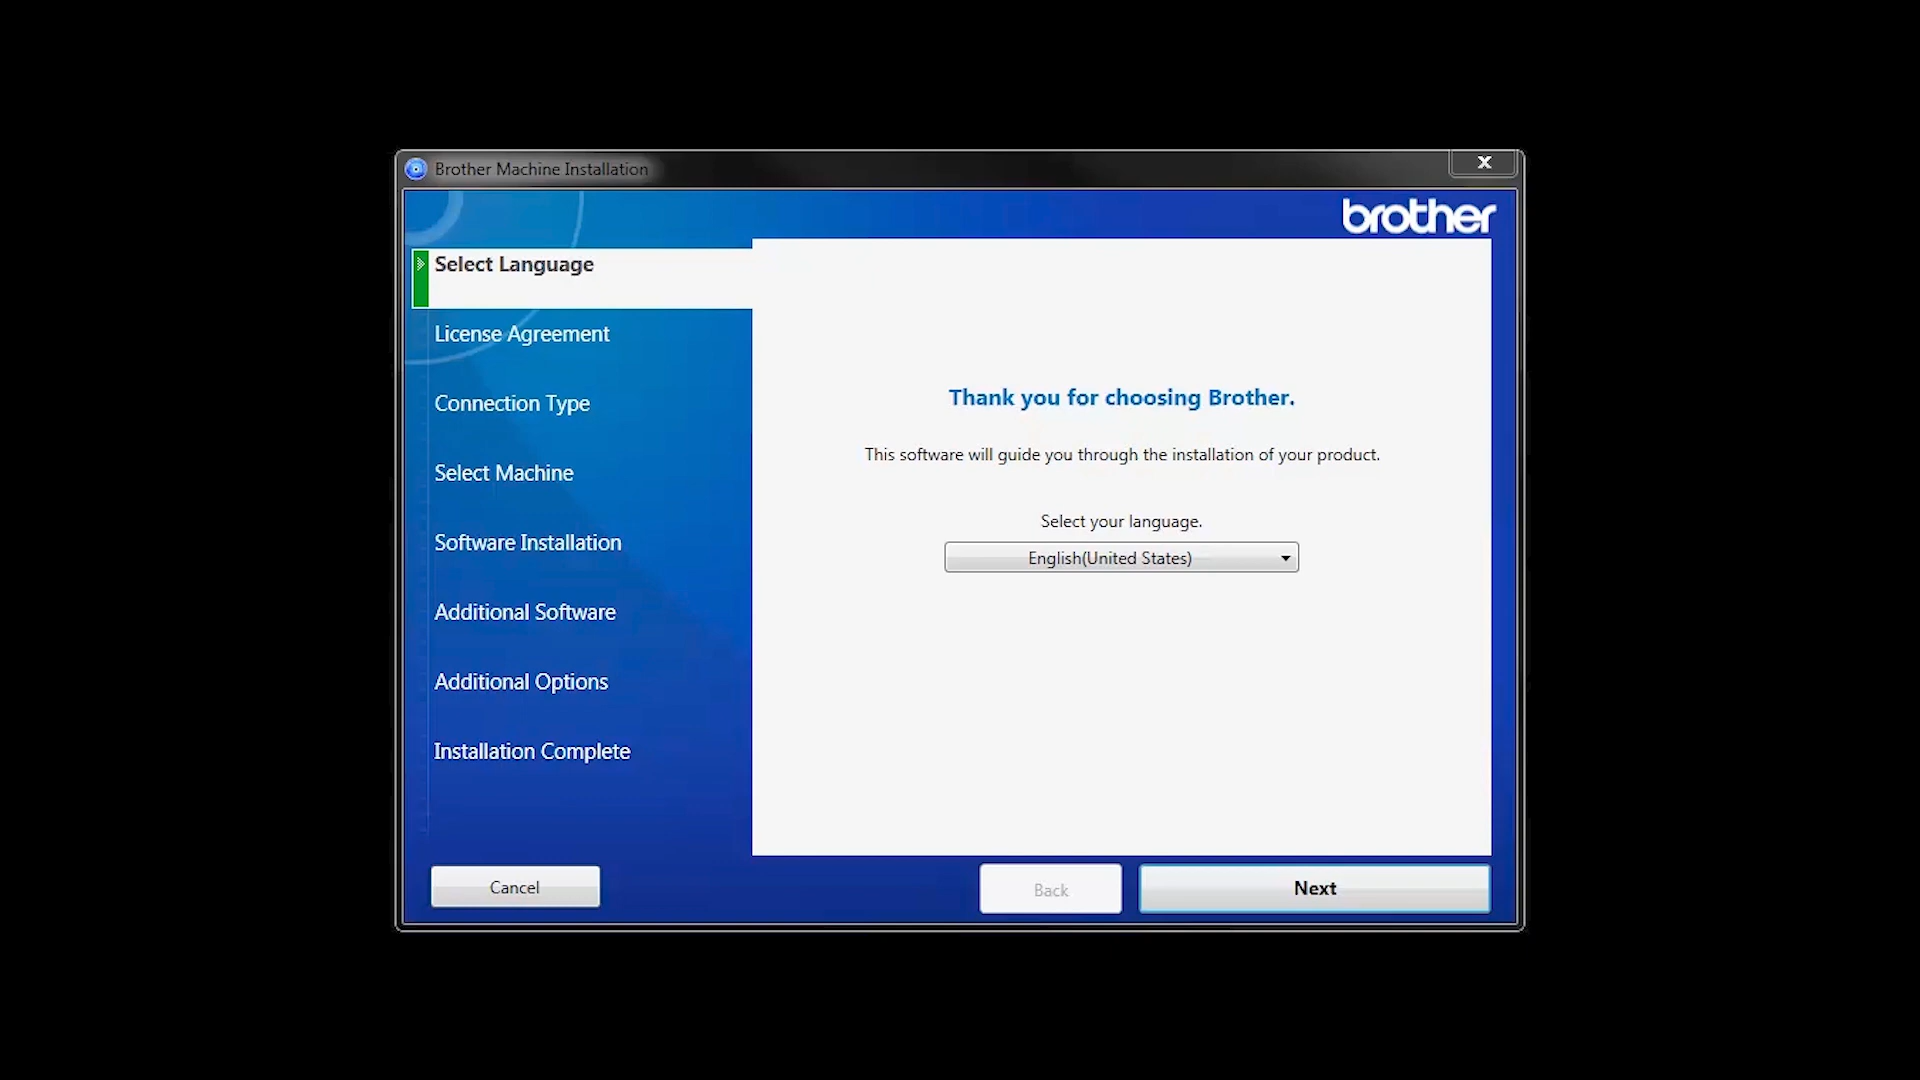 Brother Machine Installation
X
brother
Select Language
License Agreement
Connection Type
Select Machine
Software Installation
Additional Software
Additional Options
Installation Complete
Thank you for choosing Brother.
This software will guide you through the installation of your product.
Select your language.
English(United States)
Cancel
Back
Next